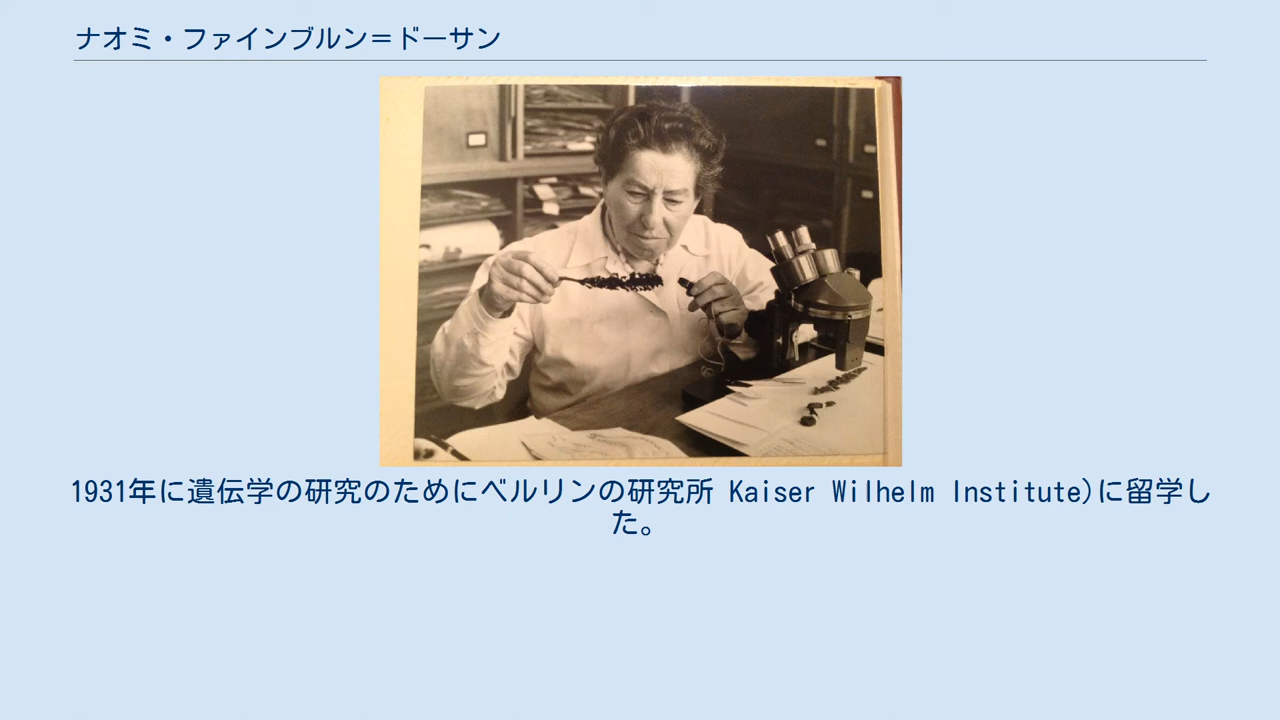 ナオミ・ファインブルン＝ドーサン
1931年に遺伝学の研究のためにベルリンの研究所 Kaiser Wilhelm Institute)に留学し
た。